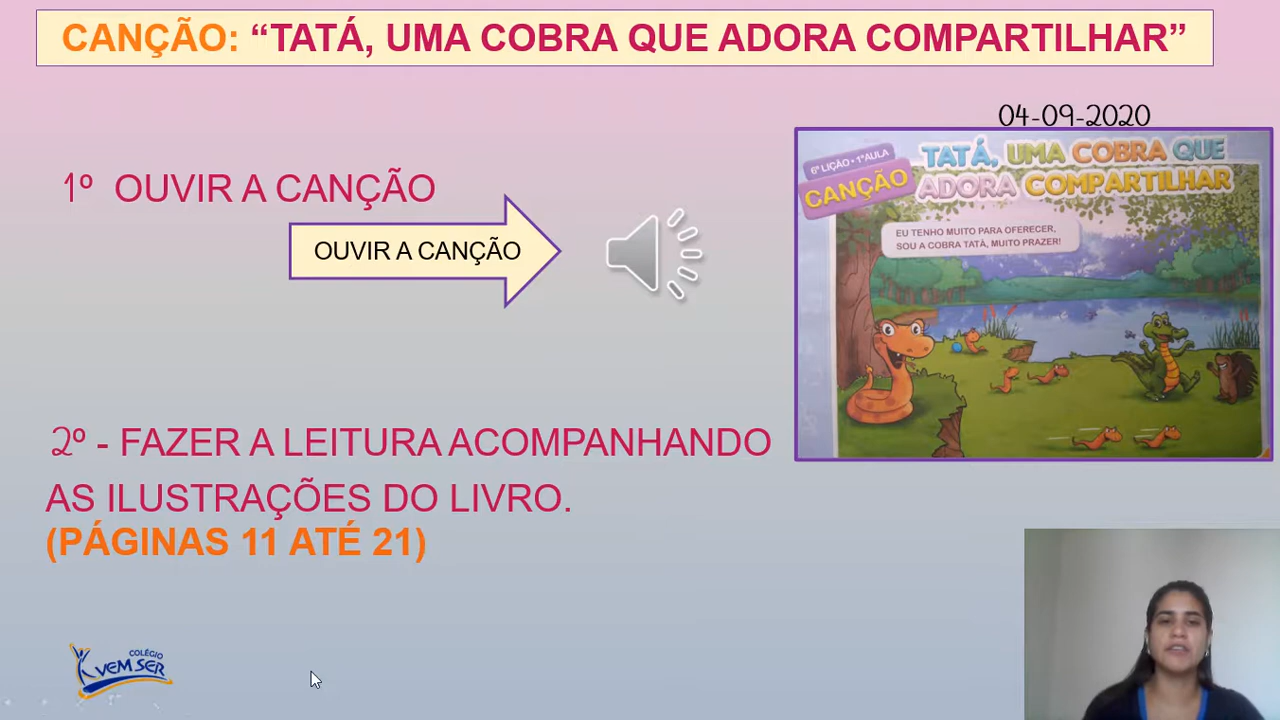 CANÇÃO: “TATÁ, UMA COBRA QUE ADORA COMPARTILHAR”
04-09-2020
1º OUVIR A CANÇÃO
OUVIR A CANÇÃO
6ª LIÇÃO • 1ª AULA
CANÇÃO
TATÁ, UMA COBRA QUE
ADORA COMPARTILHAR
EU TENHO MUITO PARA OFERECER,
SOU A COBRA TATÁ, MUITO PRAZER!
2º - FAZER A LEITURA ACOMPANHANDO
AS ILUSTRAÇÕES DO LIVRO.
(PÁGINAS 11 ATÉ 21)
COLÉGIO
VEM SER